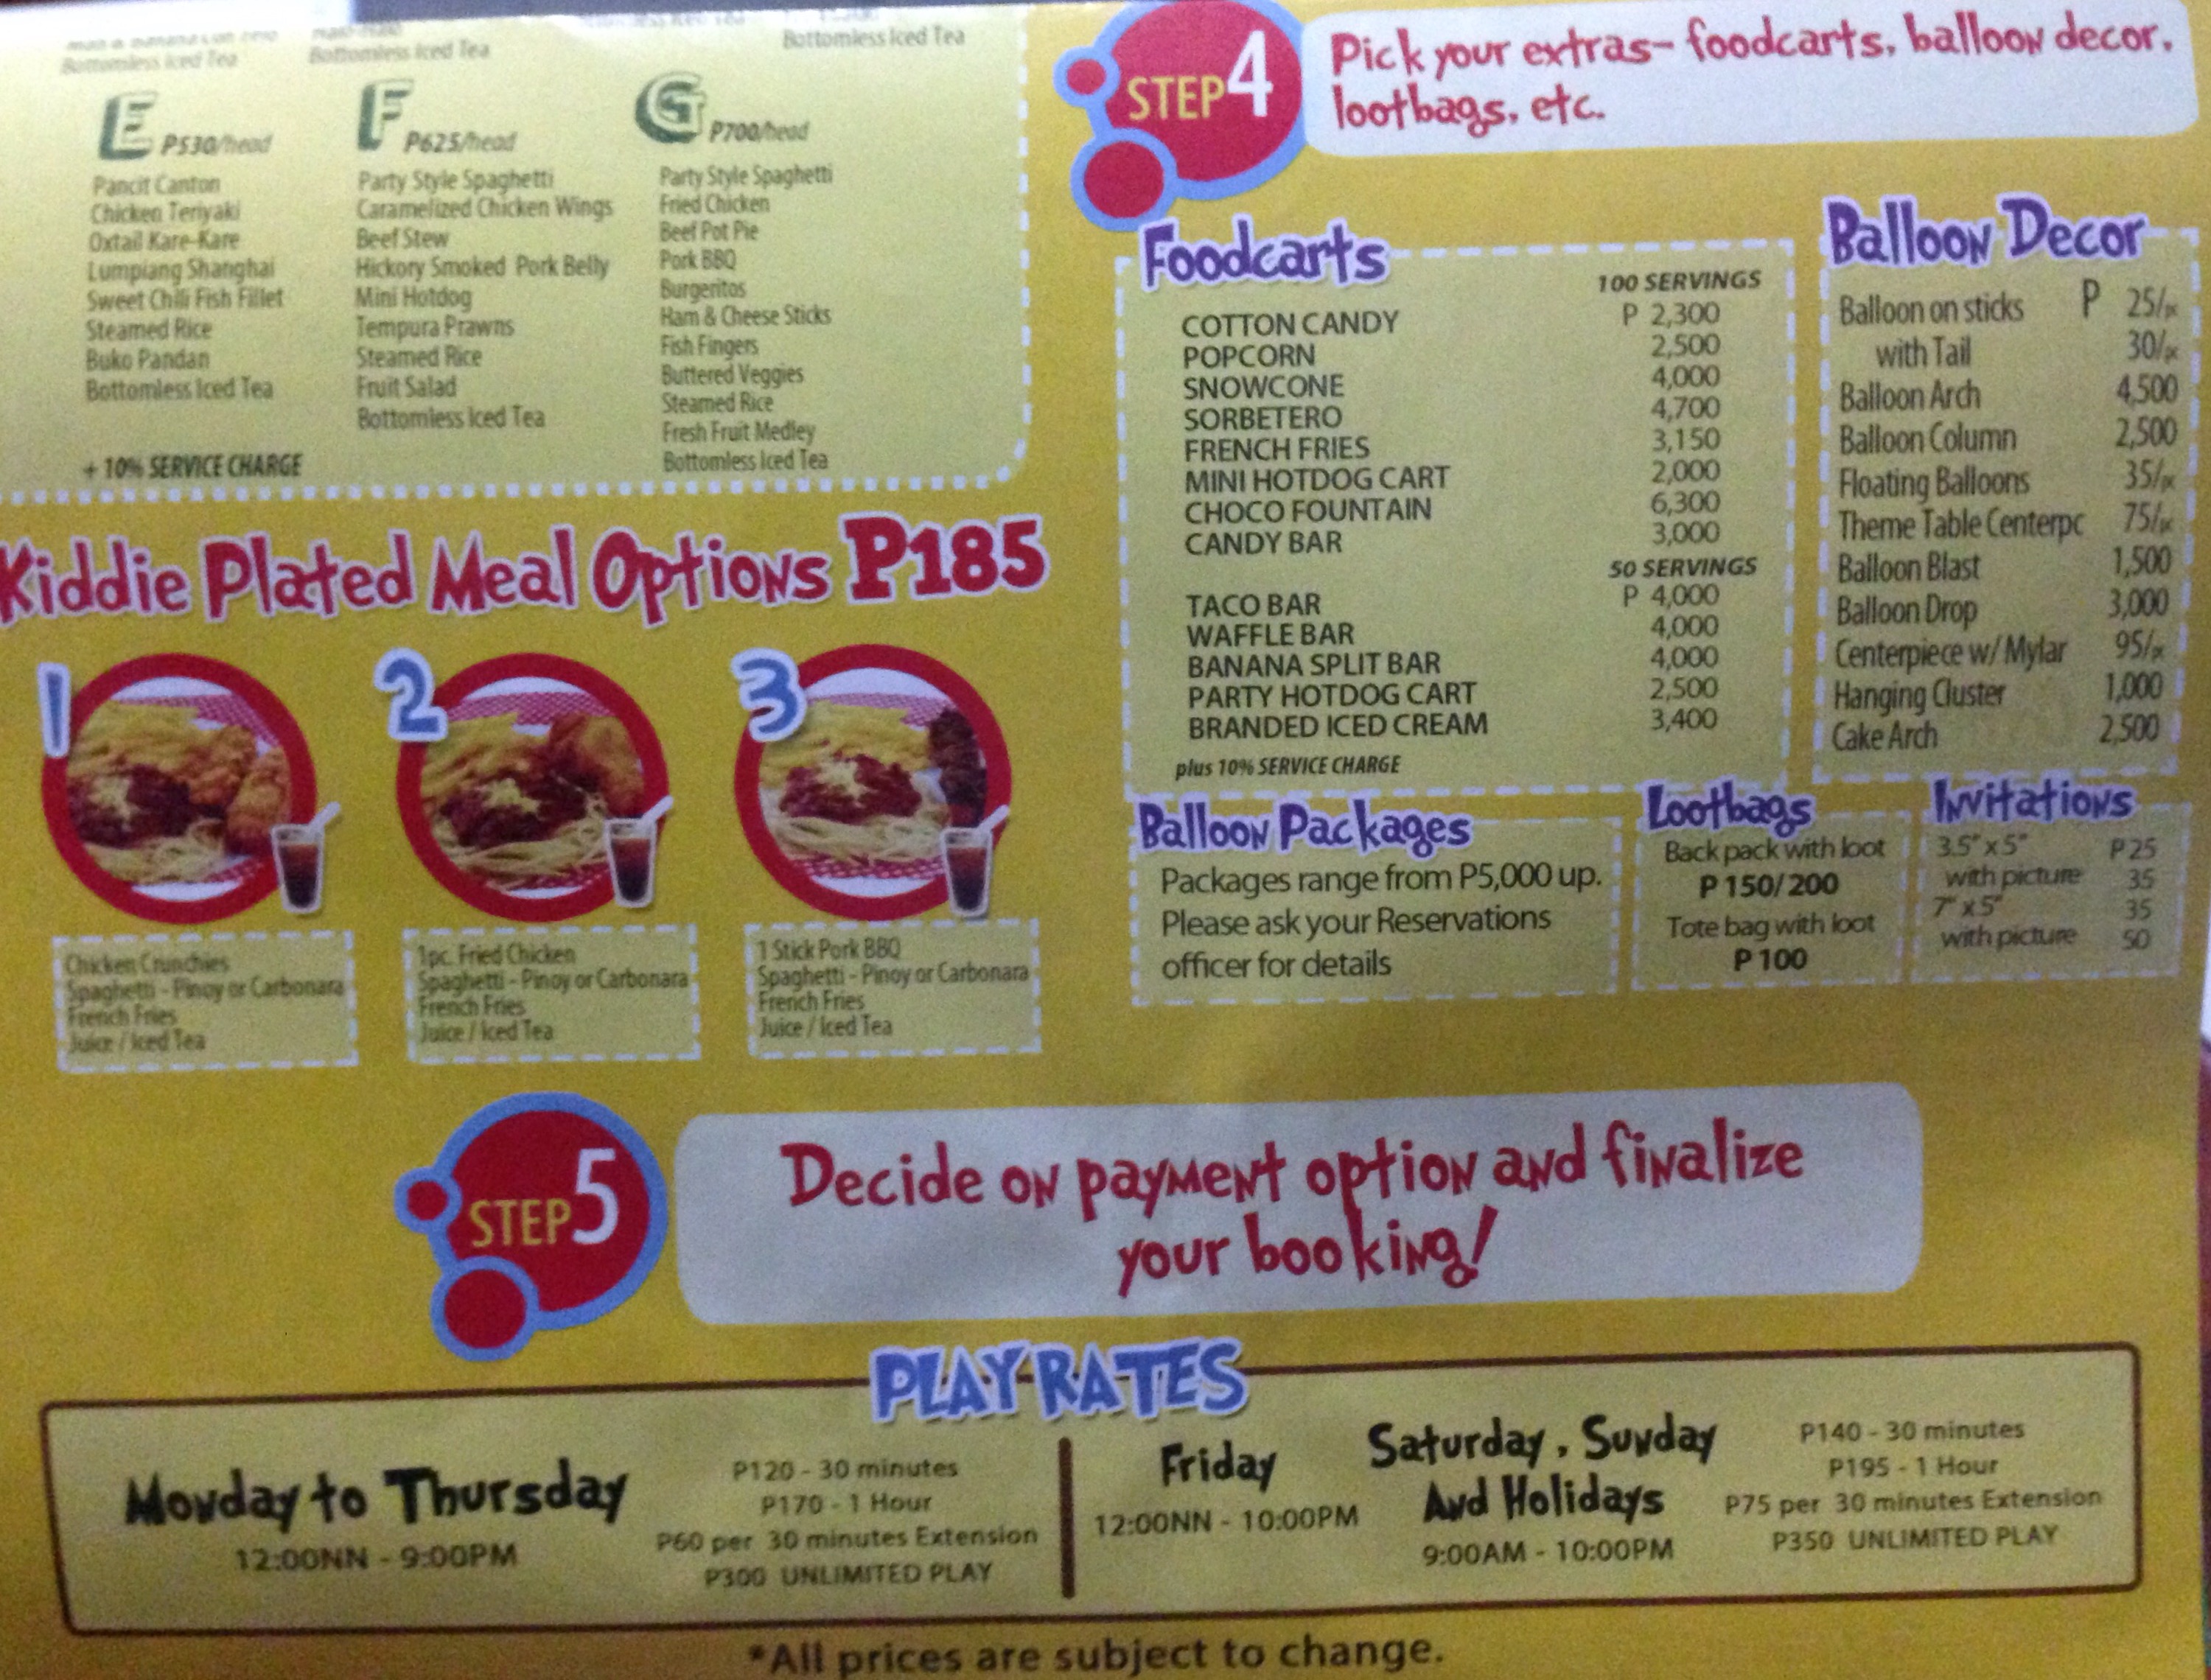 Bottomless Iced Tea
Bottomless Iced Tea
Bottomless Iced Tea
E P530/head
Pancit Canton
Chicken Teriyaki
Oxtail Kare-Kare
Lumpiang Shanghai
Sweet Chili Fish Fillet
Steamed Rice
Buko Pandan
Bottomless Iced Tea
+ 10% SERVICE CHARGE
F P625/head
Party Style Spaghetti
Caramelized Chicken Wings
Beef Stew
Hickory Smoked Pork Belly
Mini Hotdog
Tempura Prawns
Steamed Rice
Fruit Salad
Bottomless Iced Tea
G P700/head
Party Style Spaghetti
Fried Chicken
Beef Pot Pie
Pork BBQ
Burgeritos
Ham & Cheese Sticks
Fish Fingers
Buttered Veggies
Steamed Rice
Fresh Fruit Medley
Bottomless Iced Tea
Kiddie Plated Meal Options P185
1
Chicken Crunchies
Spaghetti - Pinoy or Carbonara
French Fries
Juice / Iced Tea
2
1pc. Fried Chicken
Spaghetti - Pinoy or Carbonara
French Fries
Juice / Iced Tea
3
1 Stick Pork BBQ
Spaghetti - Pinoy or Carbonara
French Fries
Juice / Iced Tea
STEP 4
Pick your extras- foodcarts, balloon decor,
lootbags, etc.
Foodcarts
100 SERVINGS
COTTON CANDY P 2,300
POPCORN 2,500
SNOWCONE 4,000
SORBETERO 4,700
FRENCH FRIES 3,150
MINI HOTDOG CART 2,000
CHOCO FOUNTAIN 6,300
CANDY BAR 3,000
50 SERVINGS
TACO BAR P 4,000
WAFFLE BAR 4,000
BANANA SPLIT BAR 4,000
PARTY HOTDOG CART 2,500
BRANDED ICED CREAM 3,400
plus 10% SERVICE CHARGE
Balloon Decor
Balloon on sticks P 25/pc
with Tail 30/pc
Balloon Arch 4,500
Balloon Column 2,500
Floating Balloons 35/pc
Theme Table Centerpc 75/pc
Balloon Blast 1,500
Balloon Drop 3,000
Centerpiece w/ Mylar 95/pc
Hanging Cluster 1,000
Cake Arch 2,500
Balloon Packages
Packages range from P5,000 up.
Please ask your Reservations
officer for details
Lootbags
Back pack with loot
P 150/200
Tote bag with loot
P 100
Invitations
3.5" x 5" P25
with picture 35
7" x 5" 35
with picture 50
STEP 5
Decide on payment option and finalize
your booking!
PLAY RATES
Monday to Thursday
12:00NN - 9:00PM
P120 - 30 minutes
P170 - 1 Hour
P60 per 30 minutes Extension
P300 UNLIMITED PLAY
Friday
12:00NN - 10:00PM
Saturday, Sunday
And Holidays
9:00AM - 10:00PM
P140 - 30 minutes
P195 - 1 Hour
P75 per 30 minutes Extension
P350 UNLIMITED PLAY
*All prices are subject to change.